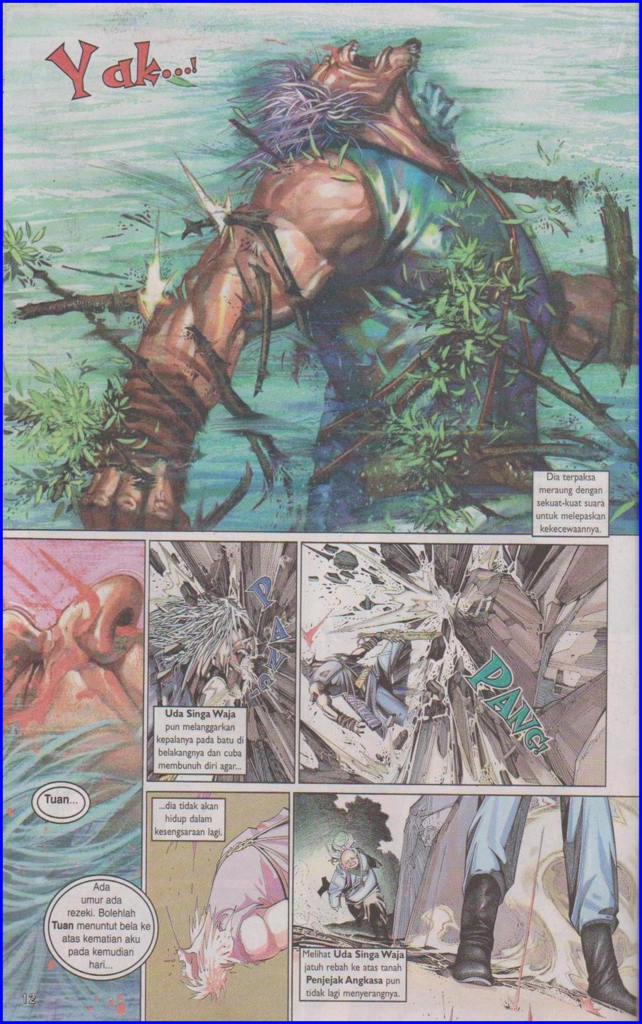 Yak...!
Dia terpaksa
meraung dengan
sekuat-kuat suara
untuk melepaskan
kekecewaannya.
PANG
Uda Singa Waja
pun melanggarkan
kepalanya pada batu di
belakangnya dan cuba
membunuh diri agar...
PANG!
Tuan...
Ada
umur ada
rezeki. Bolehlah
Tuan menuntut bela ke
atas kematian aku
pada kemudian
hari...
...dia tidak akan
hidup dalam
kesengsaraan lagi.
Melihat Uda Singa Waja
jatuh rebah ke atas tanah
Penjejak Angkasa pun
tidak lagi menyerangnya.
12